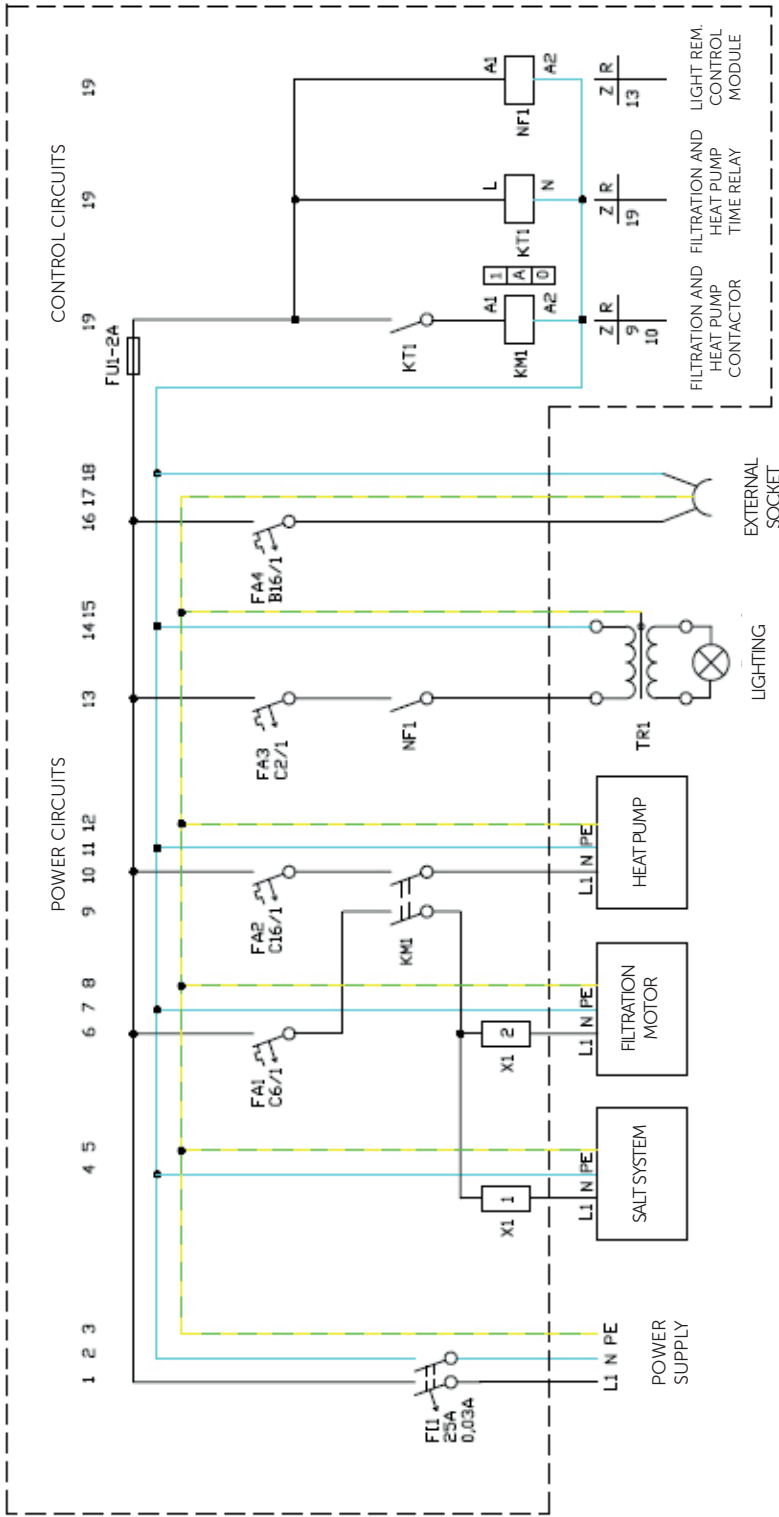 POWER CIRCUITS
CONTROL CIRCUITS
1 2 3 4 5 6 7 8 9 10 11 12 13 14 15 16 17 18 19 19 19
FU1-2A
FI1
25A
0,03A
FA1
C6/1
FA2
C16/1
FA3
C2/1
FA4
B16/1
KM1
NF1
KT1
X1 1
X1 2
TR1
A1
KM1
A2
1 A 0
L
KT1
N
A1
NF1
A2
L1 N PE
POWER
SUPPLY
L1 N PE
SALT SYSTEM
L1 N PE
FILTRATION
MOTOR
L1 N PE
HEAT PUMP
LIGHTING
EXTERNAL
SOCKET
Z R
9
10
FILTRATION AND
HEAT PUMP
CONTACTOR
Z R
19
FILTRATION AND
HEAT PUMP
TIME RELAY
Z R
13
LIGHT REM.
CONTROL
MODULE